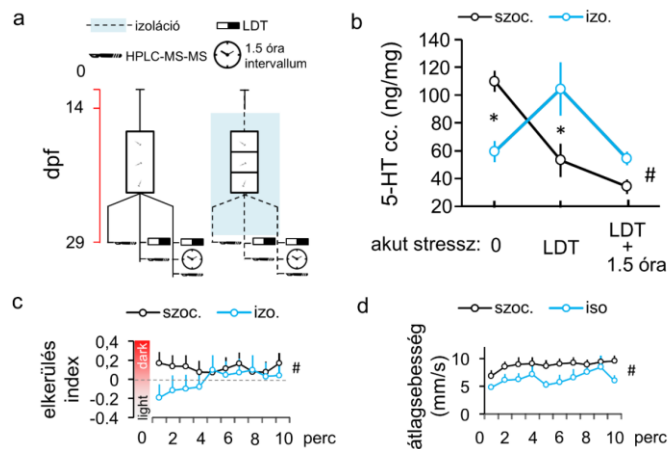 a
izoláció
LDT
HPLC-MS-MS
1.5 óra
intervallum
0
14
dpf
29
b
szoc.
izo.
5-HT cc. (ng/mg)
140
120
100
80
60
40
20
*
*
#
akut stressz:
0
LDT
LDT
+
1.5 óra
c
szoc.
izo.
elkerülés
index
0,4
0,2
0
-0,2
-0,4
dark
light
#
0
2
4
6
8
10
perc
d
szoc.
iso
átlagsebesség
(mm/s)
10
5
0
#
0
2
4
6
8
10
perc